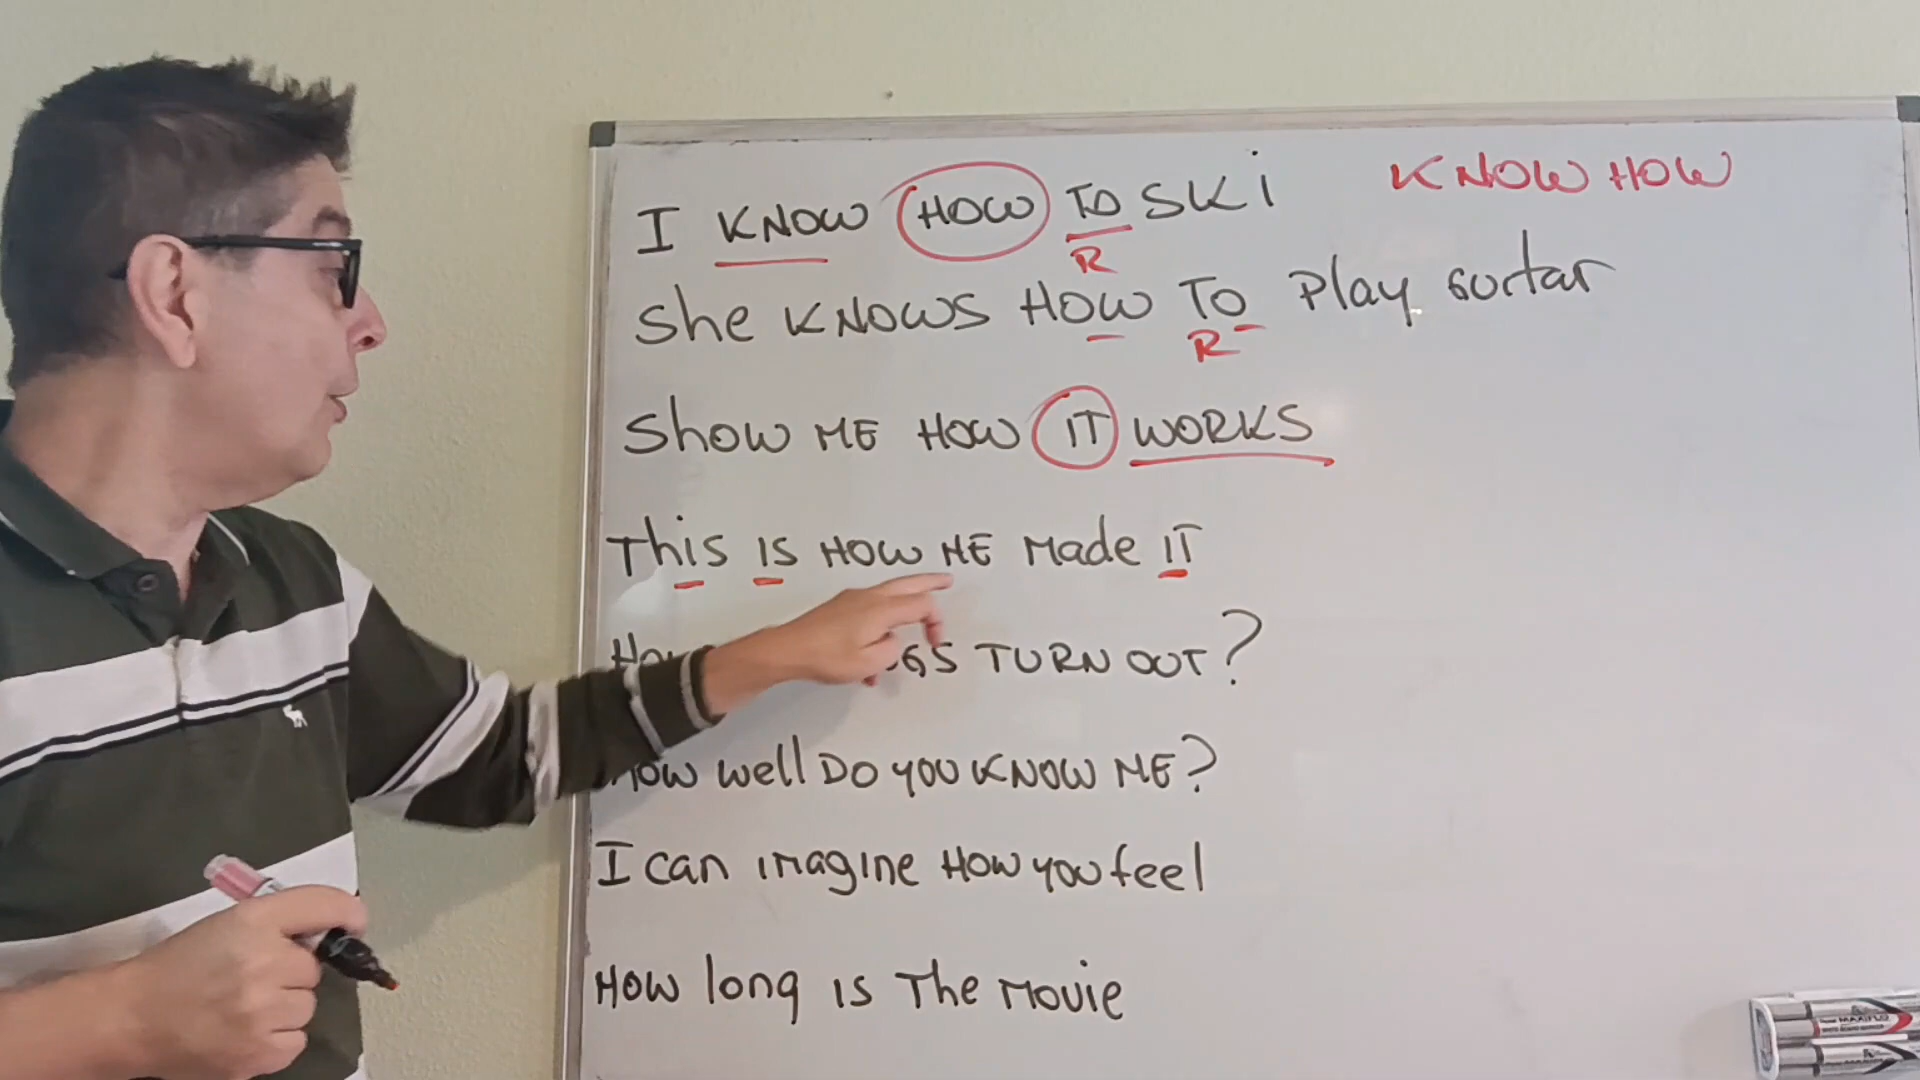 I KNOW HOW TO SKi KNOW HOW
R
She KNOWS HOW TO Play GUITAR
R
Show ME HOW IT WORKS
This IS HOW HE Made IT
TURN OUT?
How well DO YOU KNOW ME?
I can imagine How you feel
How long is The Movie